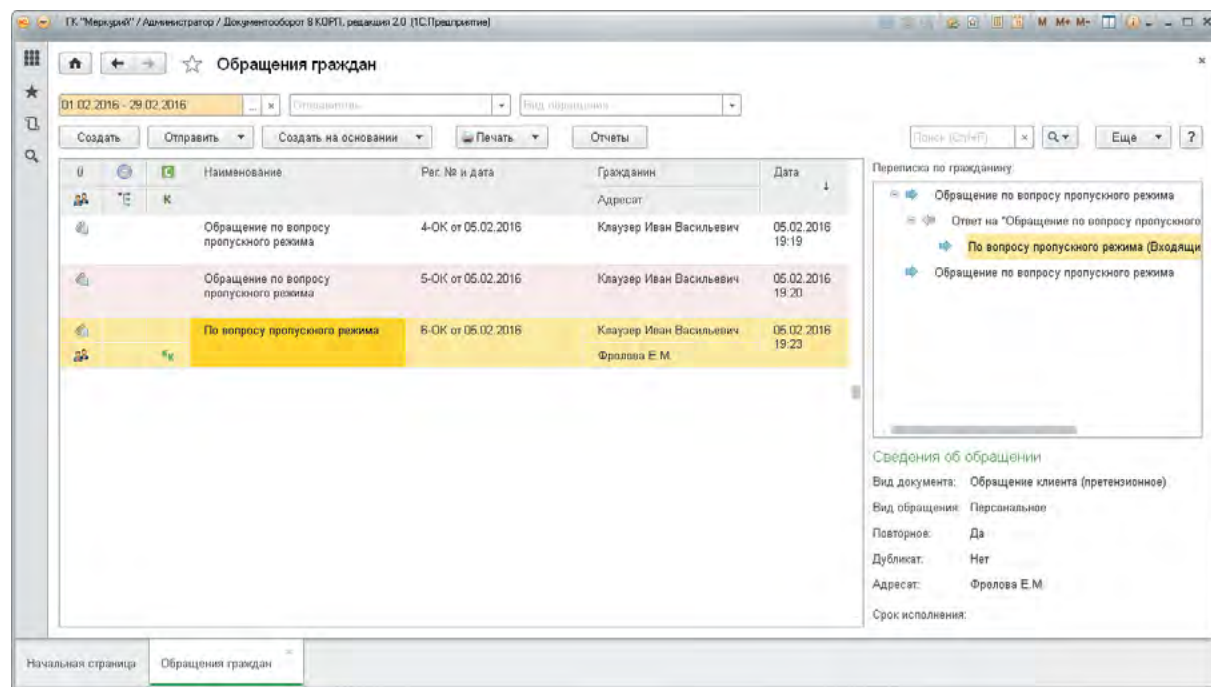 ГК "Меркурий" / Администратор / Документооборот 8 КОРП, редакция 2.0 (1С:Предприятие)
M M+ M-
Обращения граждан
01.02.2016 - 29.02.2016 ... × Отправитель Вид обращения
Создать Отправить Создать на основании Печать Отчеты Поиск (Ctrl+F) × Еще ?
Наименование Рег. № и дата Гражданин Дата
К Адресат
Обращение по вопросу 4-ОК от 05.02.2016 Клаузер Иван Васильевич 05.02.2016
пропускного режима 19:19
Обращение по вопросу 5-ОК от 05.02.2016 Клаузер Иван Васильевич 05.02.2016
пропускного режима 19:20
По вопросу пропускного режима 6-ОК от 05.02.2016 Клаузер Иван Васильевич 05.02.2016
19:23
Фролова Е.М.
Переписка по гражданину
Обращение по вопросу пропускного режима
Ответ на "Обращение по вопросу пропускного
По вопросу пропускного режима (Входящи
Обращение по вопросу пропускного режима
Сведения об обращении
Вид документа: Обращение клиента (претензионное)
Вид обращения: Персональное
Повторное: Да
Дубликат: Нет
Адресат: Фролова Е.М.
Срок исполнения:
Начальная страница Обращения граждан ×